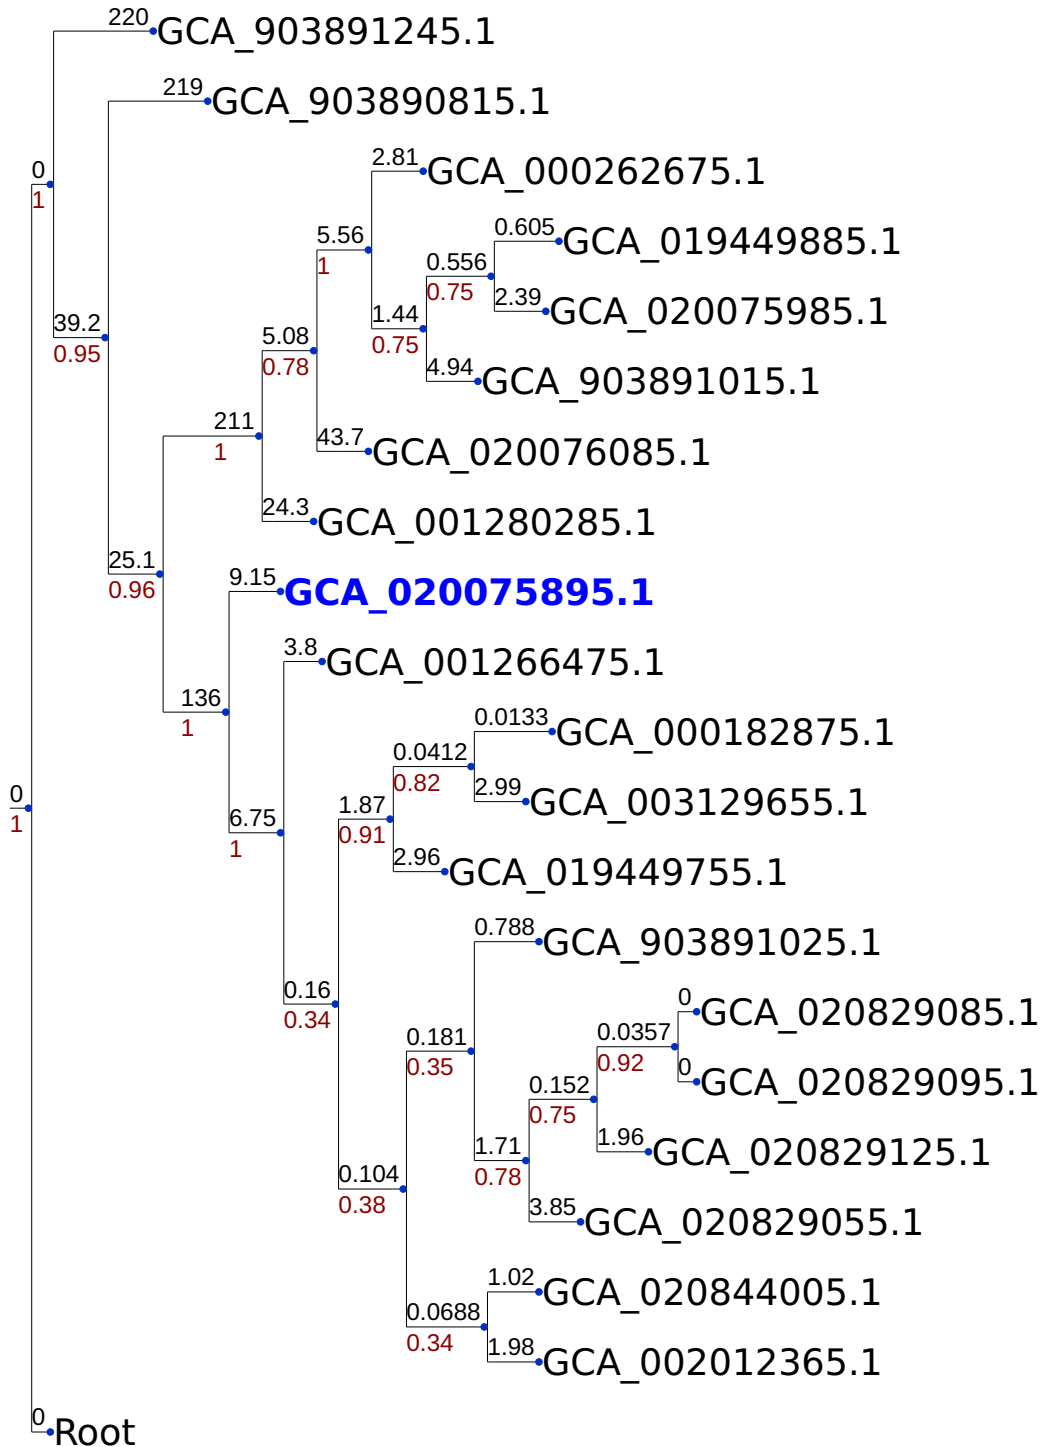 220 GCA_903891245.1
219 GCA_903890815.1
2.81 GCA_000262675.1
0
1
0.605 GCA_019449885.1
5.56
1
0.556
0.75
2.39 GCA_020075985.1
1.44
0.75
39.2
0.95
5.08
0.78
4.94 GCA_903891015.1
211
1
43.7 GCA_020076085.1
24.3 GCA_001280285.1
25.1
0.96
9.15 GCA_020075895.1
3.8 GCA_001266475.1
136
1
0.0133 GCA_000182875.1
0.0412
0.82
2.99 GCA_003129655.1
0
1
1.87
0.91
6.75
1
2.96 GCA_019449755.1
0.788 GCA_903891025.1
0.16
0.34
0 GCA_020829085.1
0.181
0.35
0.0357
0.92
0 GCA_020829095.1
0.152
0.75
1.96 GCA_020829125.1
1.71
0.78
0.104
0.38
3.85 GCA_020829055.1
1.02 GCA_020844005.1
0.0688
0.34
1.98 GCA_002012365.1
0 Root